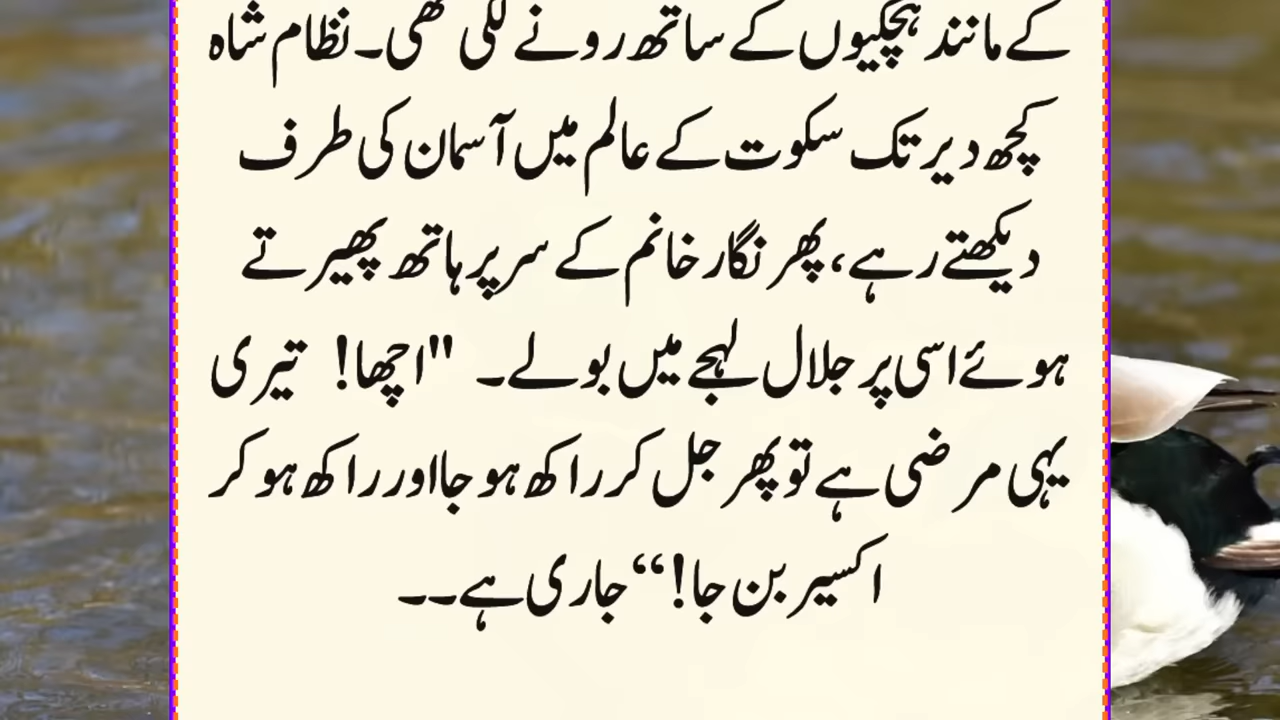 کے مانند ہچکیوں کے ساتھ رونے لگی تھی۔ نظام شاہ
کچھ دیر تک سکوت کے عالم میں آسمان کی طرف
دیکھتے رہے، پھر نگار خانم کے سر پر ہاتھ پھیرتے
ہوئے اسی پر جلال لہجے میں بولے۔ "اچھا! تیری
یہی مرضی ہے تو پھر جل کر راکھ ہو جا اور راکھ ہو کر
اکسیر بن جا!“ جاری ہے۔۔